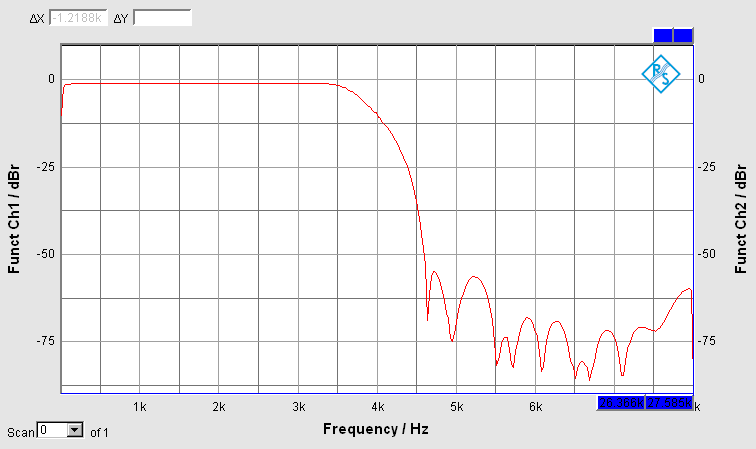 ΔX -1.2188k ΔY
R S
0 0
-25 -25
-50 -50
-75 -75
Funct Ch1 / dBr
Funct Ch2 / dBr
1k 2k 3k 4k 5k 6k k
Frequency / Hz
Scan 0 of 1